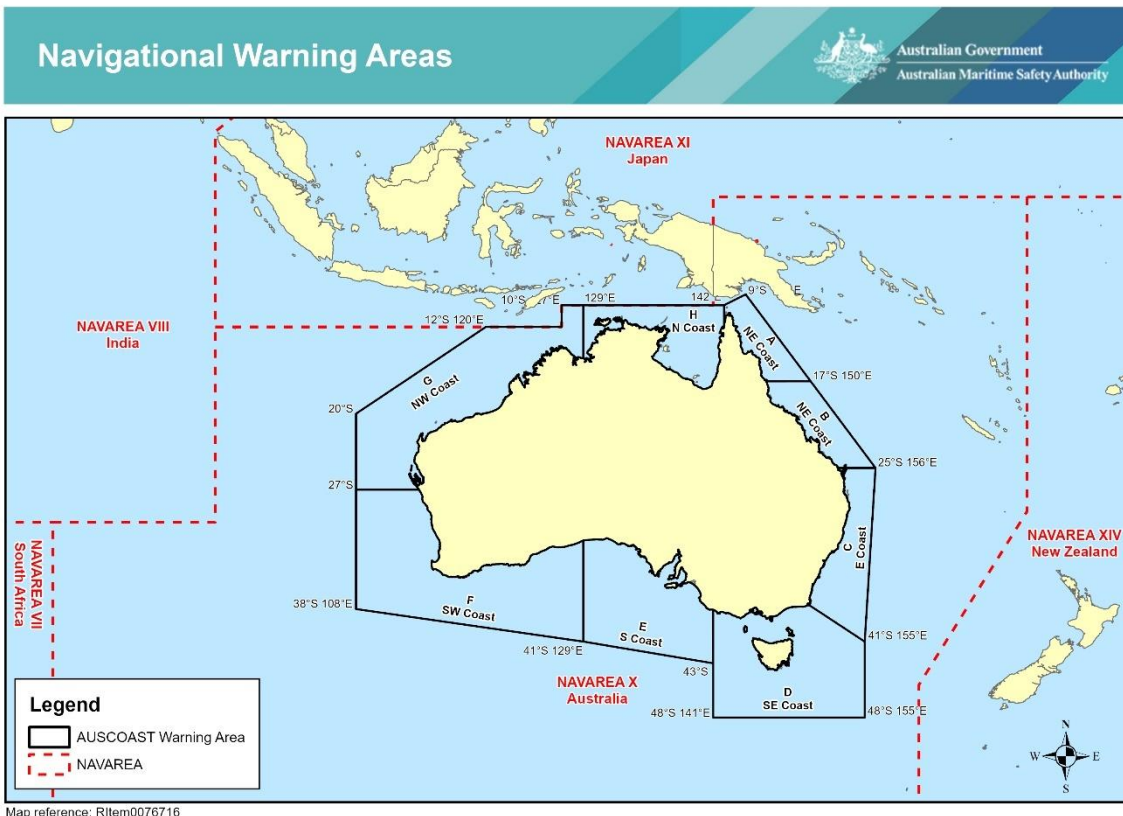 Navigational Warning Areas
Australian Government
Australian Maritime Safety Authority
NAVAREA XI
Japan
NAVAREA VIII
India
10°S
129°E
142
9°S
12°S 120°E
H
N Coast
A
NE Coast
G
NW Coast
17°S 150°E
20°S
B
NE Coast
25°S 156°E
27°S
NAVAREA VII
South Africa
C
E Coast
NAVAREA XIV
New Zealand
38°S 108°E
F
SW Coast
E
S Coast
41°S 129°E
41°S 155°E
43°S
NAVAREA X
Australia
D
SE Coast
48°S 141°E
48°S 155°E
Legend
AUSCOAST Warning Area
NAVAREA
N
W
E
S
Map reference: RItem0076716